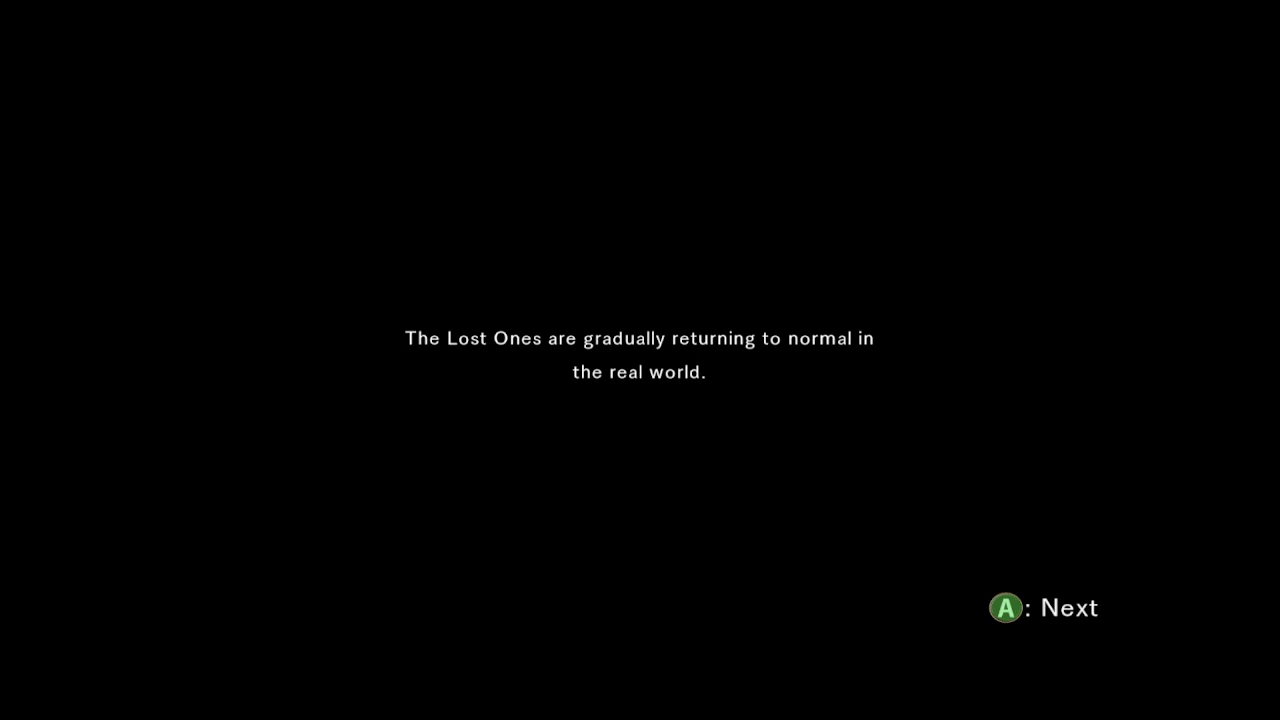 The Lost Ones are gradually returning to normal in
the real world.
A: Next